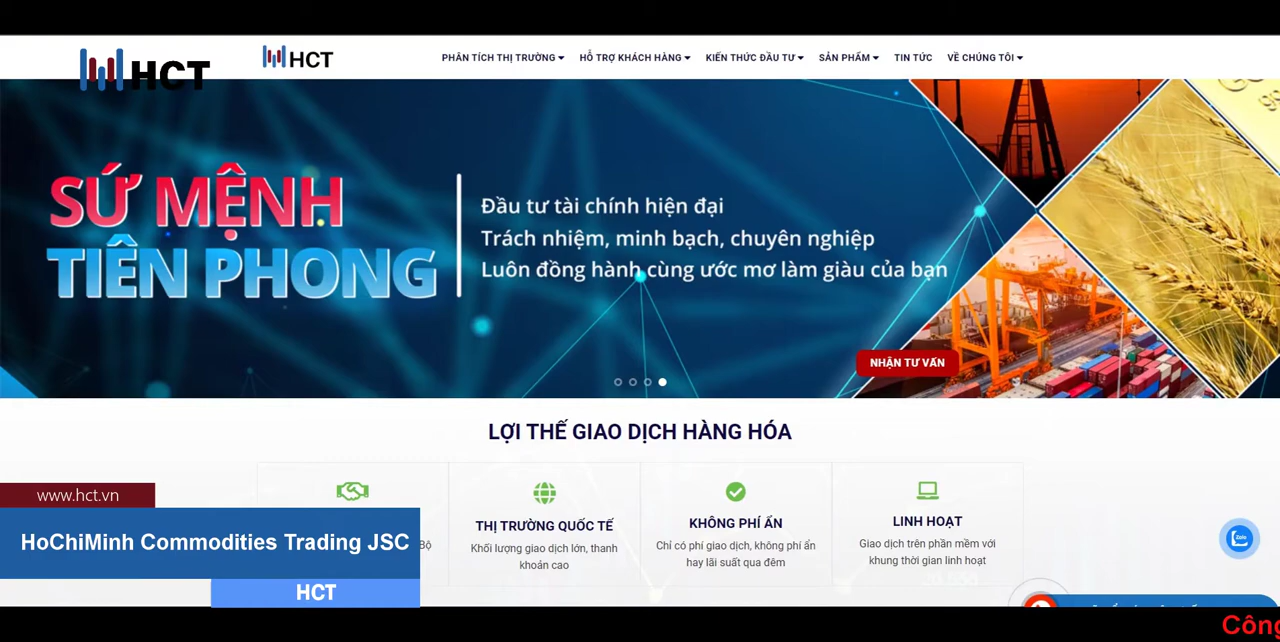 HCT
HCT
PHÂN TÍCH THỊ TRƯỜNG
HỖ TRỢ KHÁCH HÀNG
KIẾN THỨC ĐẦU TƯ
SẢN PHẨM
TIN TỨC
VỀ CHÚNG TÔI
SỨ MỆNH
TIÊN PHONG
Đầu tư tài chính hiện đại
Trách nhiệm, minh bạch, chuyên nghiệp
Luôn đồng hành cùng ước mơ làm giàu của bạn
NHẬN TƯ VẤN
LỢI THẾ GIAO DỊCH HÀNG HÓA
Bộ
THỊ TRƯỜNG QUỐC TẾ
Khối lượng giao dịch lớn, thanh
khoản cao
KHÔNG PHÍ ẨN
Chỉ có phí giao dịch, không phí ẩn
hay lãi suất qua đêm
LINH HOẠT
Giao dịch trên phần mềm với
khung thời gian linh hoạt
Zalo
www.hct.vn
HoChiMinh Commodities Trading JSC
HCT
Công